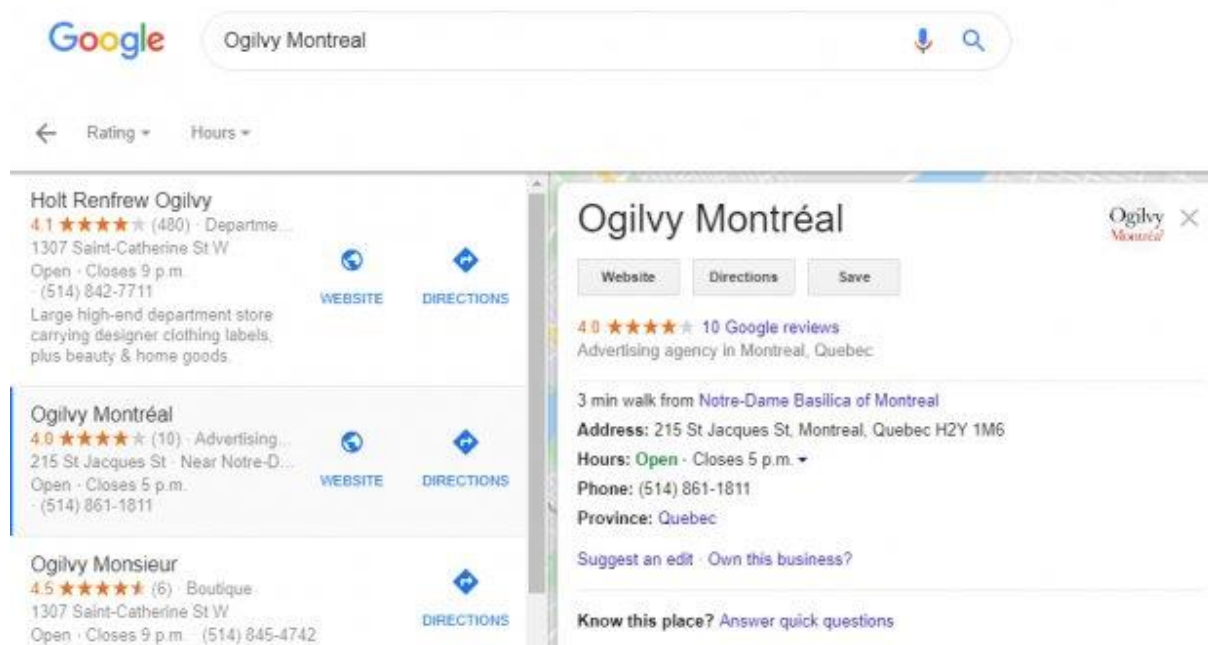 Google
Ogilvy Montreal
Rating
Hours
Holt Renfrew Ogilvy
4.1 (480) · Departme...
1307 Saint-Catherine St W
Open · Closes 9 p.m.
· (514) 842-7711
Large high-end department store
carrying designer clothing labels,
plus beauty & home goods.
WEBSITE
DIRECTIONS
Ogilvy Montréal
4.0 (10) · Advertising...
215 St Jacques St · Near Notre-D...
Open · Closes 5 p.m.
· (514) 861-1811
WEBSITE
DIRECTIONS
Ogilvy Monsieur
4.5 (6) · Boutique
1307 Saint-Catherine St W
Open · Closes 9 p.m. · (514) 845-4742
DIRECTIONS
Ogilvy Montréal
Ogilvy
Montréal
Website
Directions
Save
4.0 10 Google reviews
Advertising agency in Montreal, Quebec
3 min walk from Notre-Dame Basilica of Montreal
Address: 215 St Jacques St, Montreal, Quebec H2Y 1M6
Hours: Open · Closes 5 p.m.
Phone: (514) 861-1811
Province: Quebec
Suggest an edit · Own this business?
Know this place? Answer quick questions